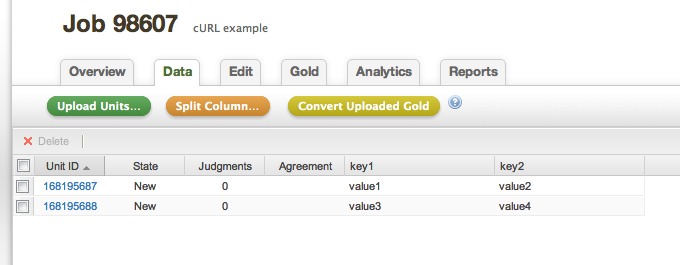 Job 98607 cURL example
Overview Data Edit Gold Analytics Reports
Upload Units... Split Column... Convert Uploaded Gold ?
Delete
Unit ID State Judgments Agreement key1 key2
168195687 New 0 value1 value2
168195688 New 0 value3 value4